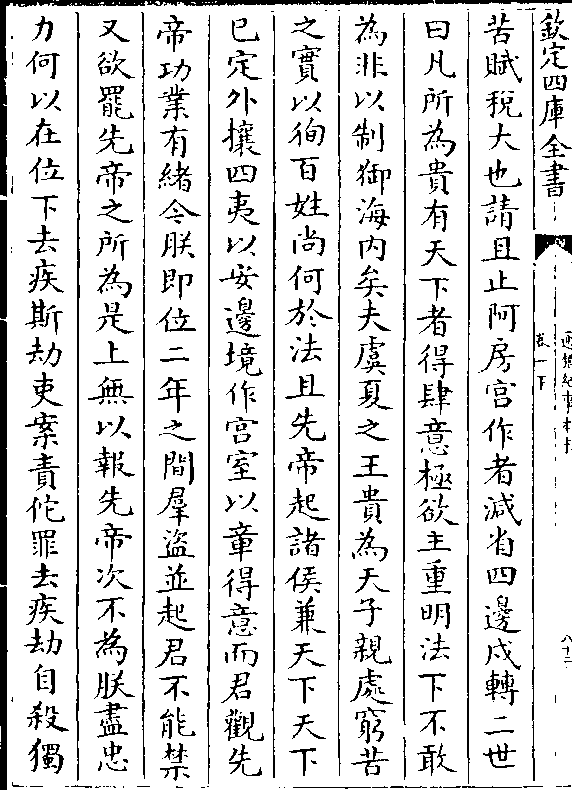 欽定四庫全書
卷一下
八十二
苦賦稅大也請且止阿房宫作者減省四邊戍轉二世
曰凡所為貴有天下者得肆意極欲主重明法下不敢
為非以制御海内矣夫虞夏之王貴為天子親處窮苦
之實以徇百姓尚何於法且先帝起諸侯兼天下天下
已定外攘四夷以安邊境作宫室以章得意而君觀先
帝功業有緒今朕即位二年之間羣盜並起君不能禁
又欲罷先帝之所為是上無以報先帝次不為朕盡忠
力何以在位下去疾斯劫吏案責佗罪去疾劫自殺獨